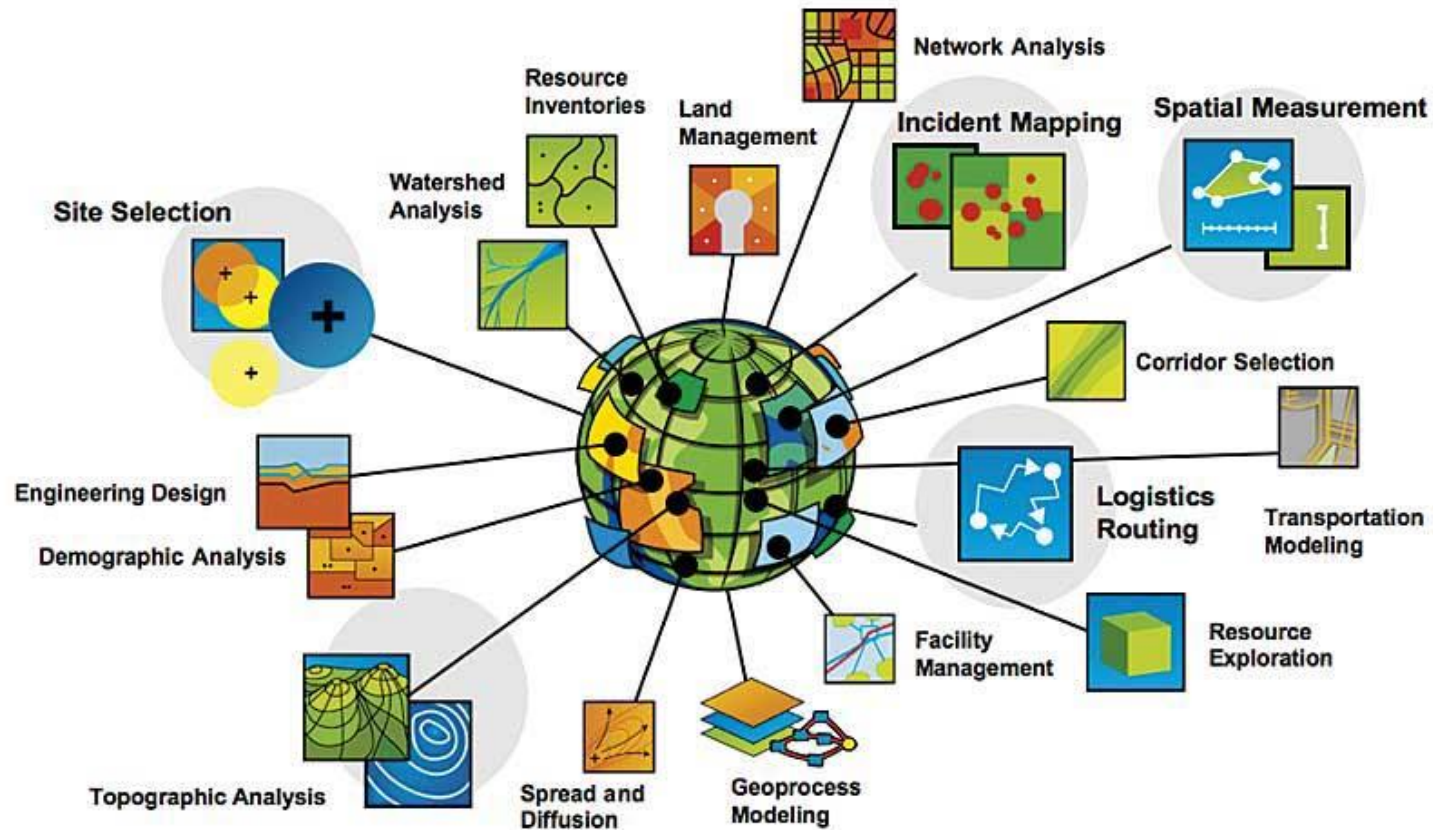 Network Analysis
Resource
Inventories
Land
Management
Incident Mapping
Spatial Measurement
Watershed
Analysis
Site Selection
Corridor Selection
Engineering Design
Logistics
Routing
Transportation
Modeling
Demographic Analysis
Facility
Management
Resource
Exploration
Topographic Analysis
Spread and
Diffusion
Geoprocess
Modeling